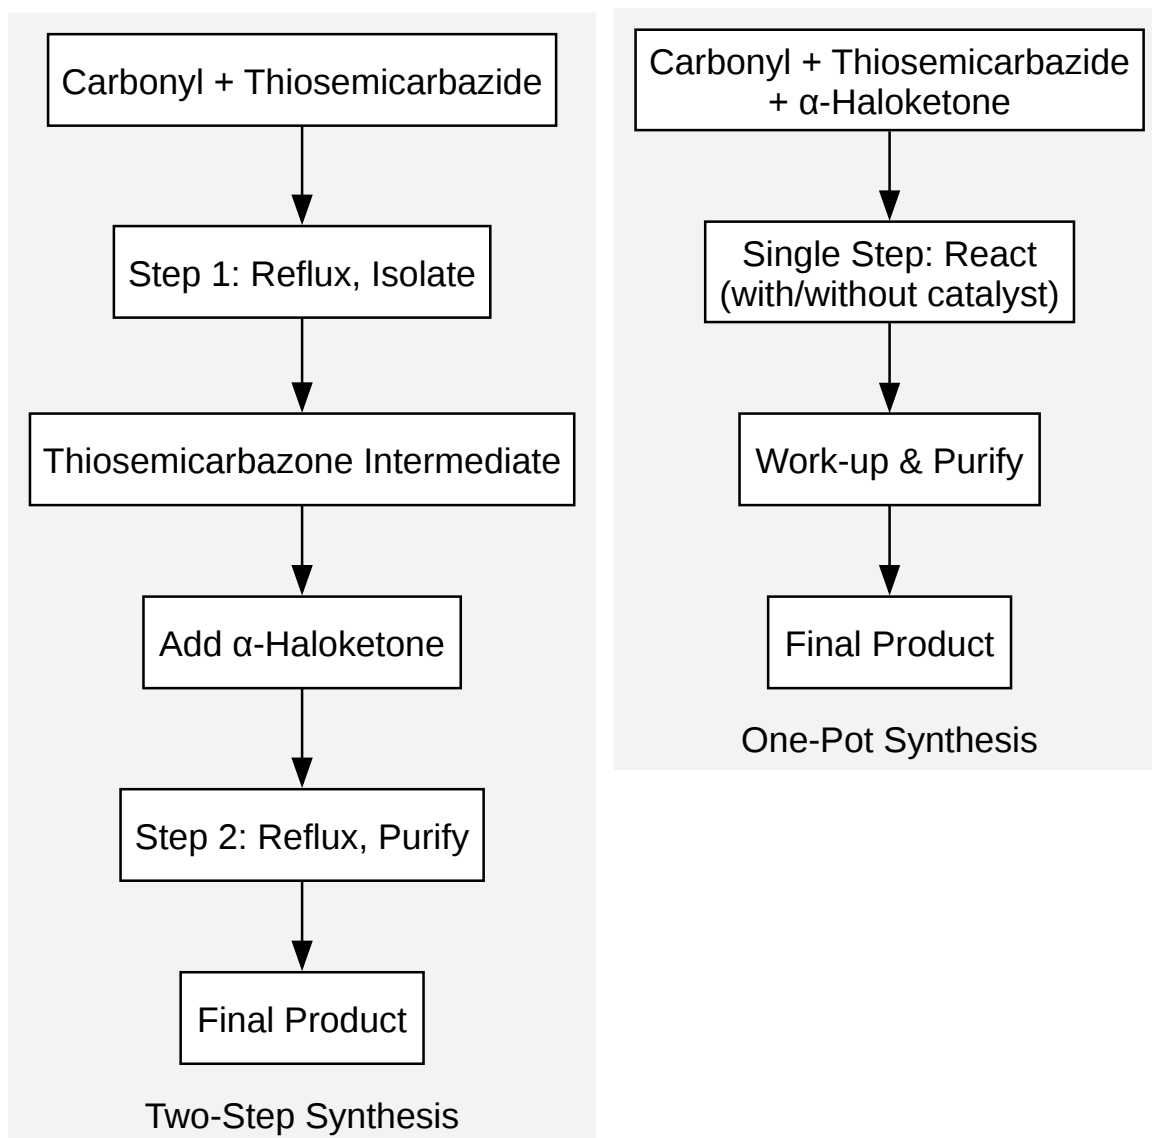 Carbonyl + Thiosemicarbazide
Step 1: Reflux, Isolate
Thiosemicarbazone Intermediate
Add α-Haloketone
Step 2: Reflux, Purify
Final Product
Two-Step Synthesis
Carbonyl + Thiosemicarbazide
+ α-Haloketone
Single Step: React
(with/without catalyst)
Work-up & Purify
Final Product
One-Pot Synthesis